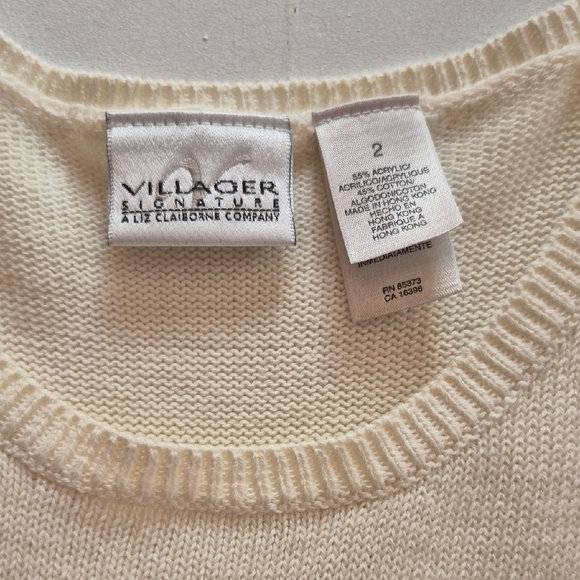 VILLAGER
SIGNATURE
A LIZ CLAIBORNE COMPANY
2
55% ACRYLIC/
ACRILICO/ACRYLIQUE
45% COTTON/
ALGODON/COTON
MADE IN HONG KONG
HECHO EN
HONG KONG
FABRIQUE A
HONG KONG
INMEDIATAMENTE
RN 85373
CA 16396